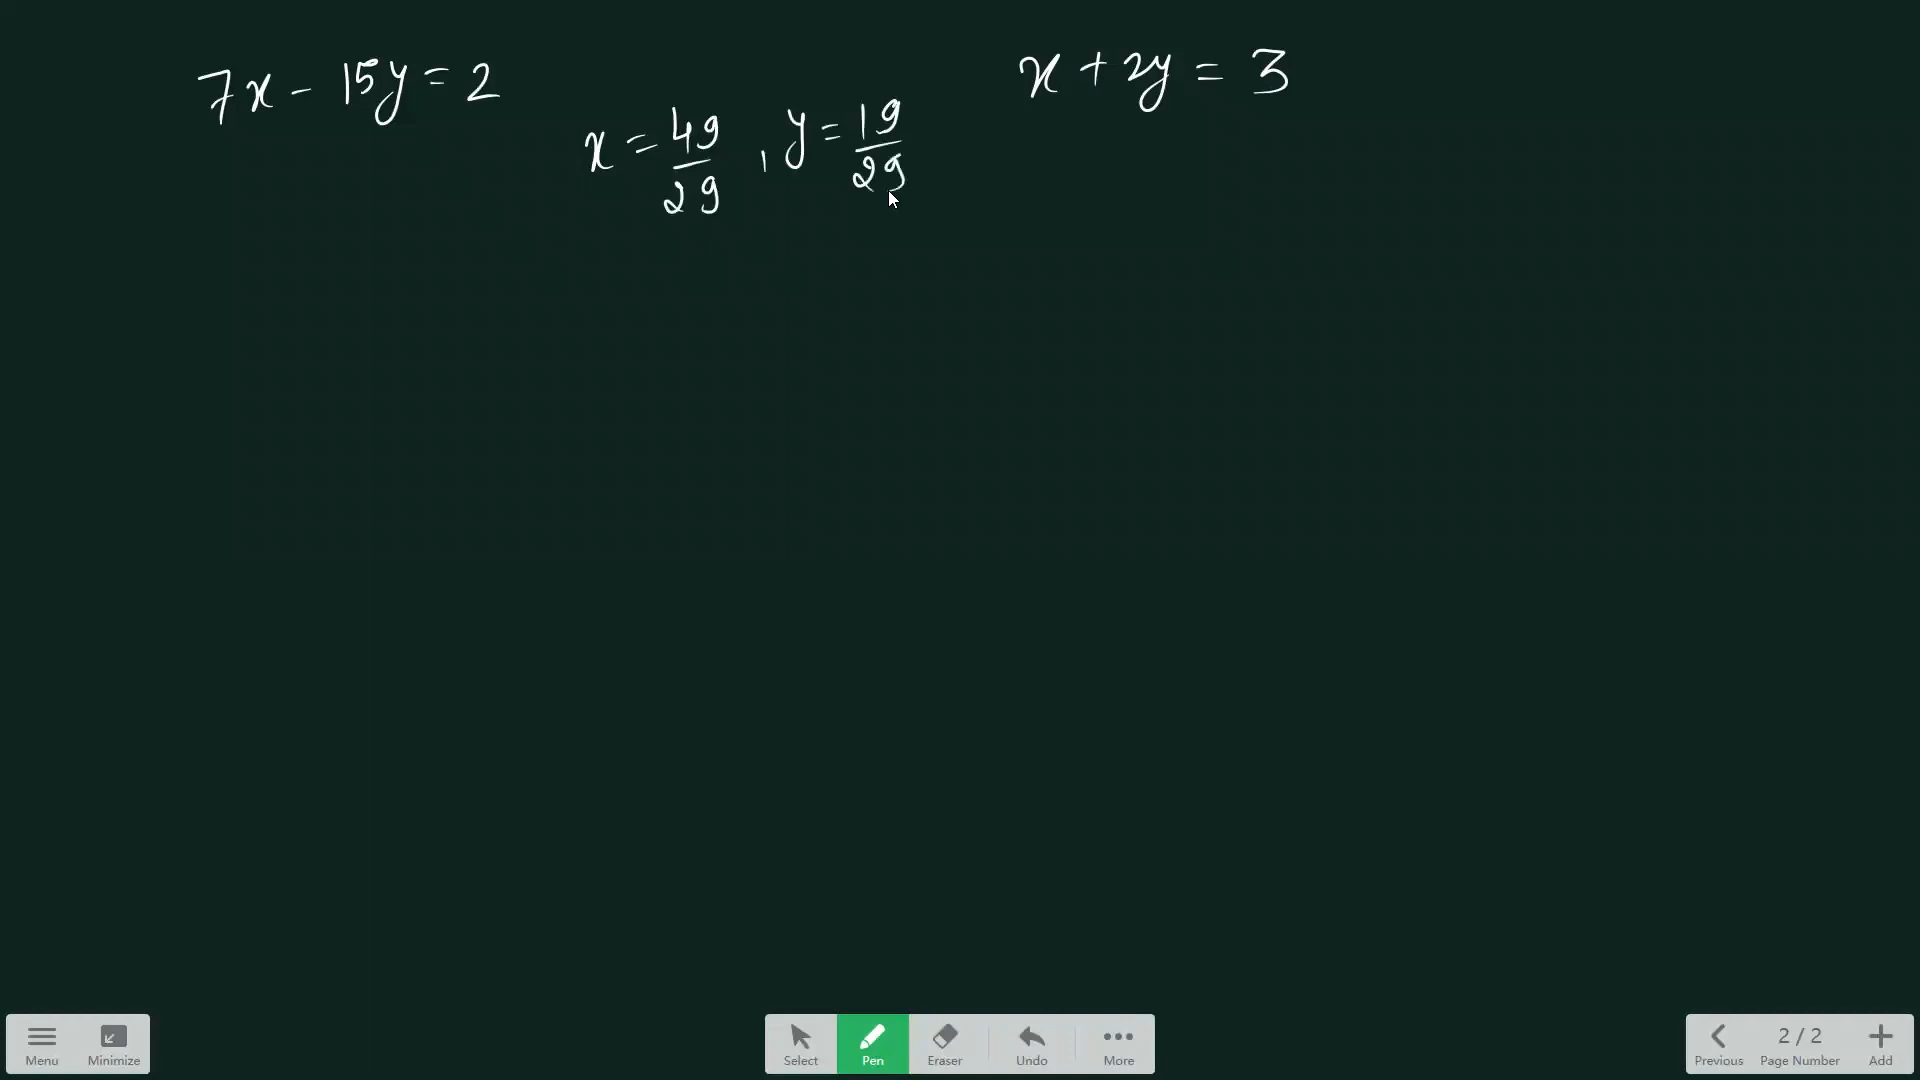 7x - 15y = 2
x + 2y = 3
x = 49/29 , y = 19/29
Menu Minimize Select Pen Eraser Undo More Previous 2 / 2 Page Number Add